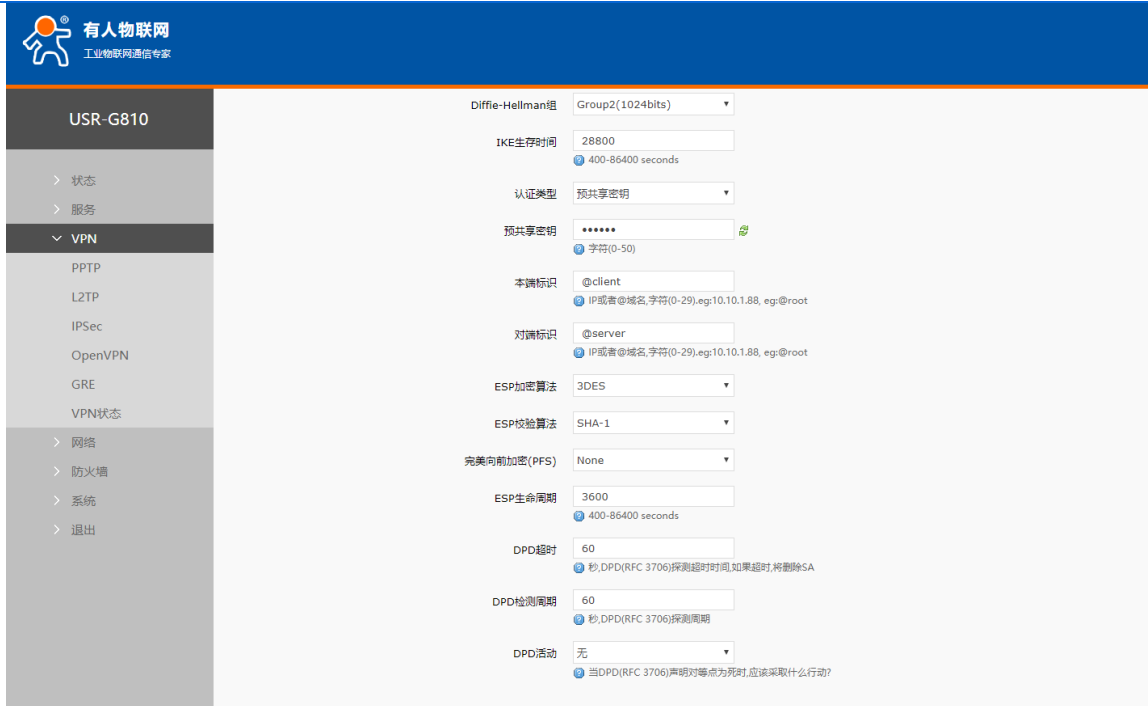 有人物联网
®
工业物联网通信专家
USR-G810
状态
服务
VPN
PPTP
L2TP
IPSec
OpenVPN
GRE
VPN状态
网络
防火墙
系统
退出
Diffie-Hellman组 Group2(1024bits)
IKE生存时间 28800
400-86400 seconds
认证类型 预共享密钥
预共享密钥 ••••••
字符(0-50)
本端标识 @client
IP或者@域名,字符(0-29).eg:10.10.1.88, eg:@root
对端标识 @server
IP或者@域名,字符(0-29).eg:10.10.1.88, eg:@root
ESP加密算法 3DES
ESP校验算法 SHA-1
完美向前加密(PFS) None
ESP生命周期 3600
400-86400 seconds
DPD超时 60
秒,DPD(RFC 3706)探测超时时间,如果超时,将删除SA
DPD检测周期 60
秒,DPD(RFC 3706)探测周期
DPD活动 无
当DPD(RFC 3706)声明对等点为死时,应该采取什么行动?